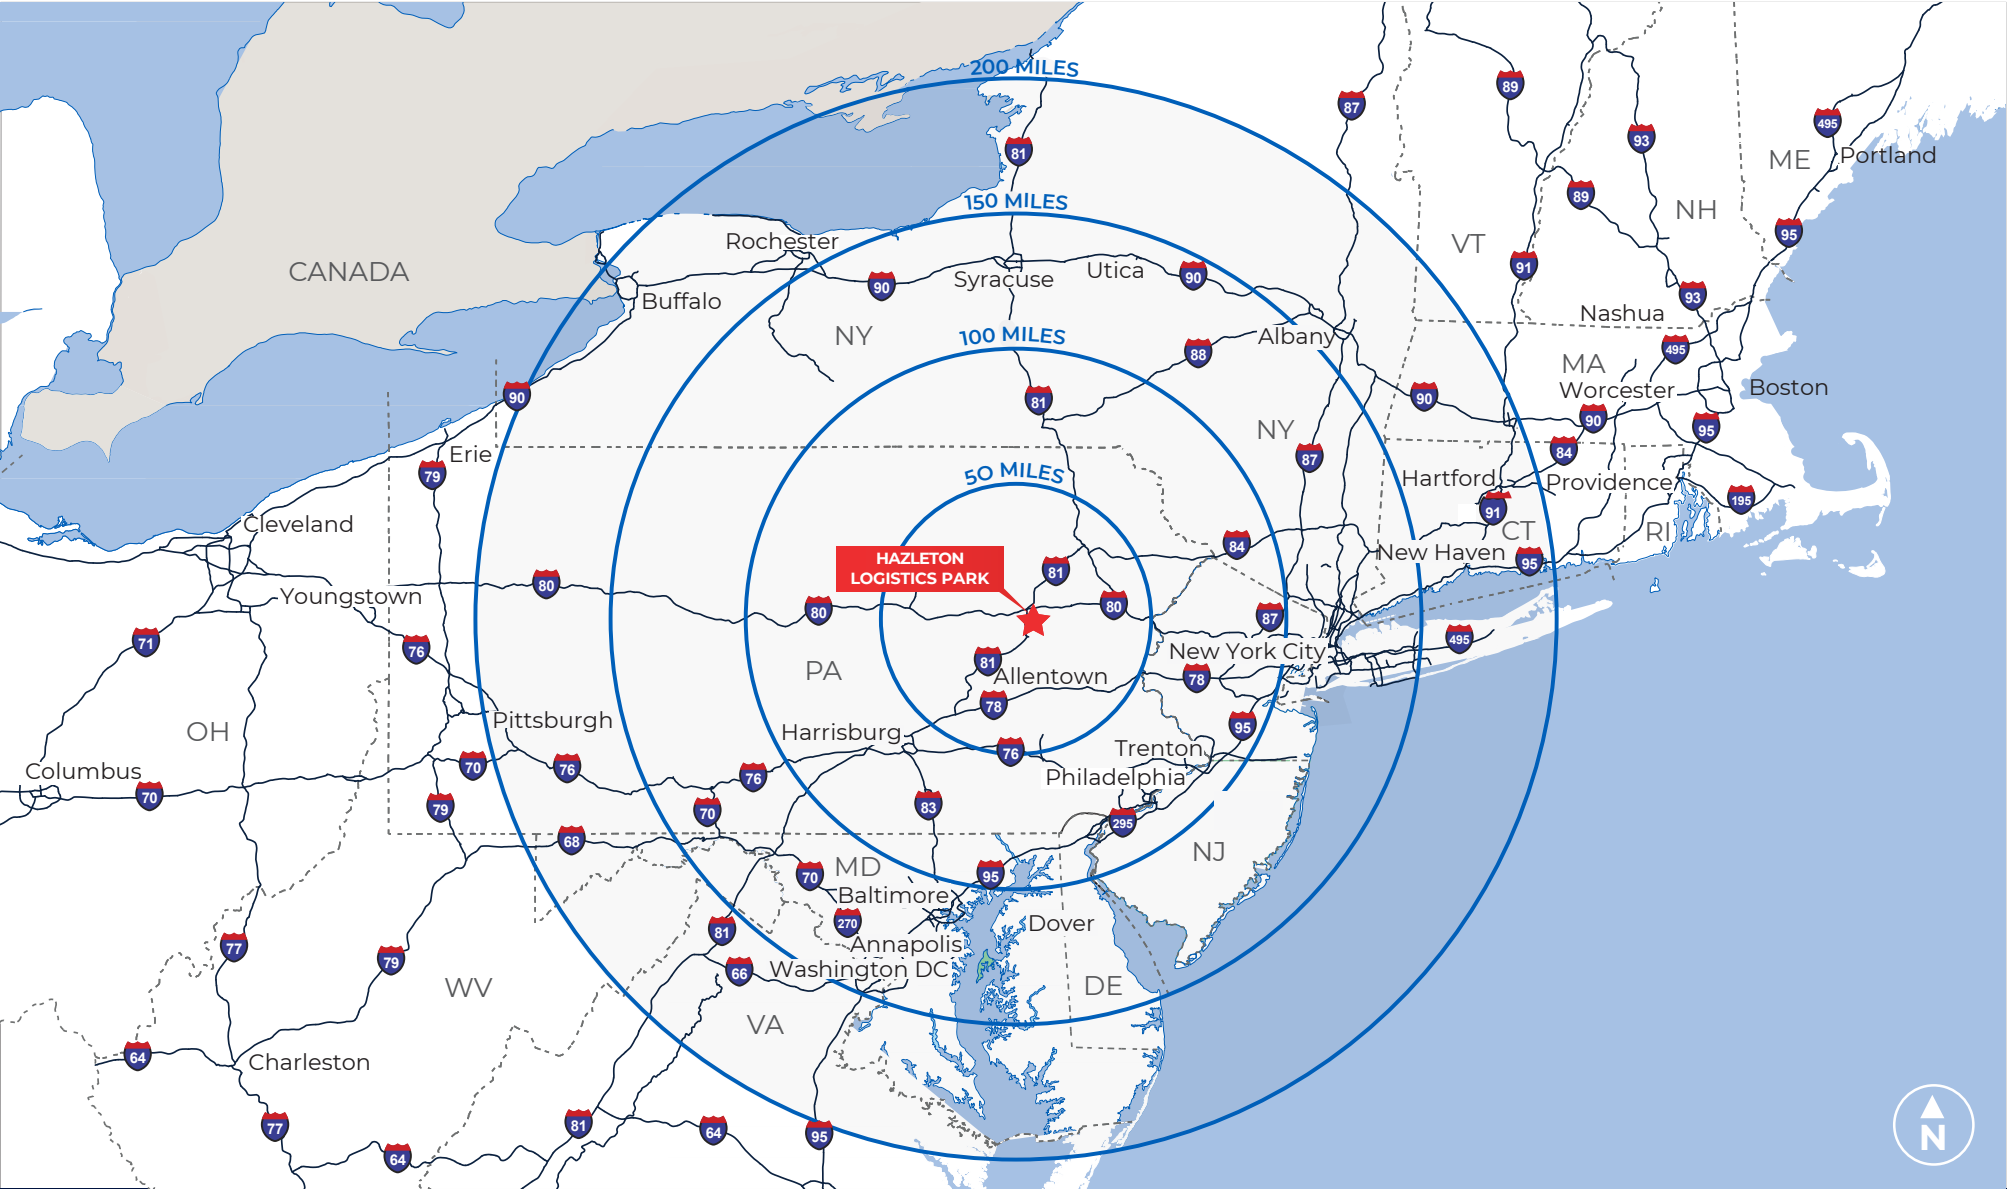 200 MILES
89
87
495
93
81
ME
Portland
89
150 MILES
NH
95
Rochester
VT
CANADA
91
Syracuse
Utica
90
90
93
Buffalo
Nashua
NY
100 MILES
Albany
88
495
MA
Worcester
Boston
90
81
90
90
95
NY
Erie
87
84
79
50 MILES
Hartford
Providence
195
91
Cleveland
CT
RI
84
New Haven
95
HAZLETON
LOGISTICS PARK
81
80
Youngstown
80
80
87
71
76
495
81
New York City
PA
Allentown
78
78
Pittsburgh
OH
Harrisburg
95
Trenton
76
70
76
76
Philadelphia
Columbus
70
79
70
83
295
68
MD
NJ
70
95
Baltimore
270
Dover
81
Annapolis
77
79
66
Washington DC
WV
DE
VA
64
Charleston
77
81
64
95
64
N